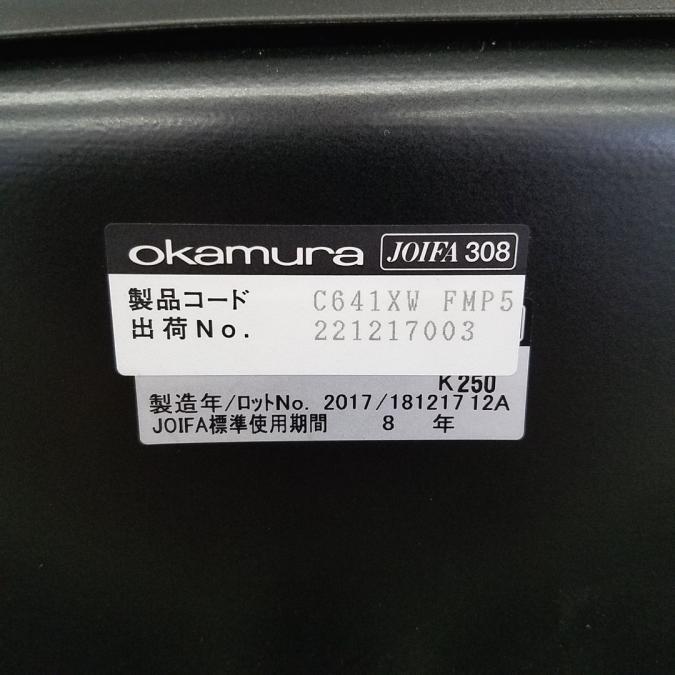 okamura JOIFA 308
製品コード C641XW FMP5
出荷No. 221217003
K250
製造年/ロットNo. 2017/18121712A
JOIFA標準使用期間 8 年